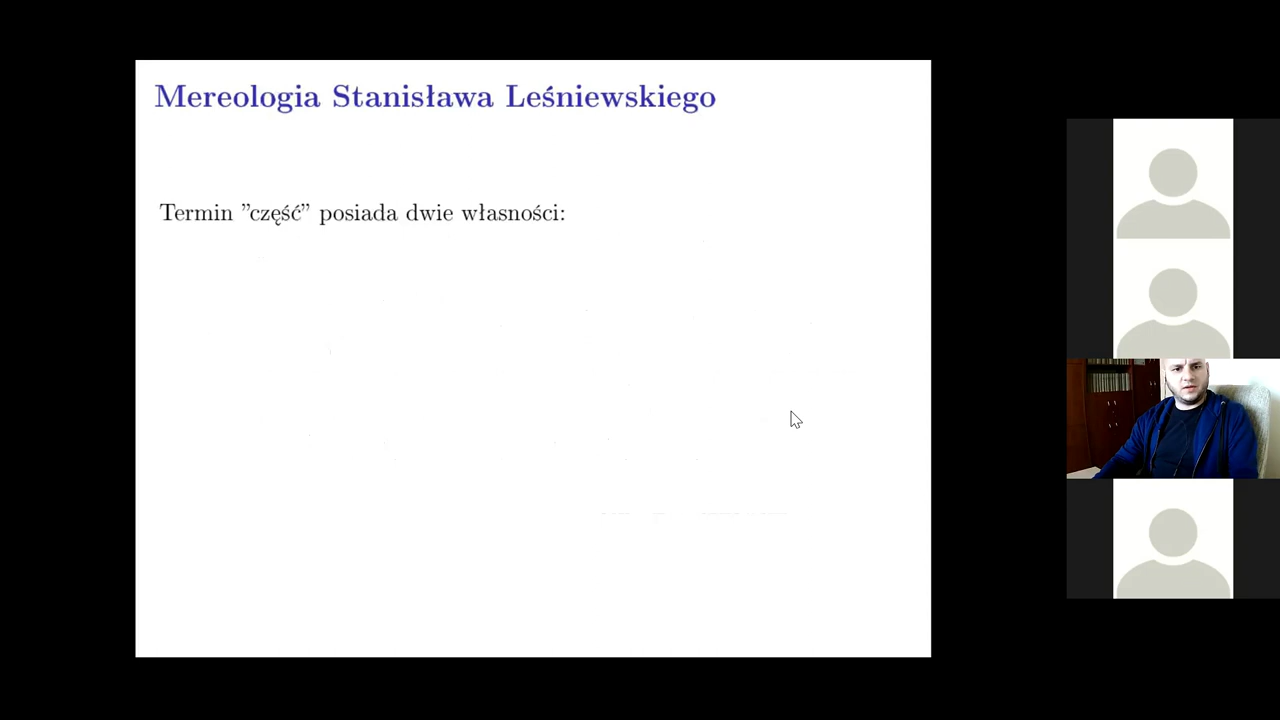 Mereologia Stanisława Leśniewskiego
Termin ”część” posiada dwie własności: